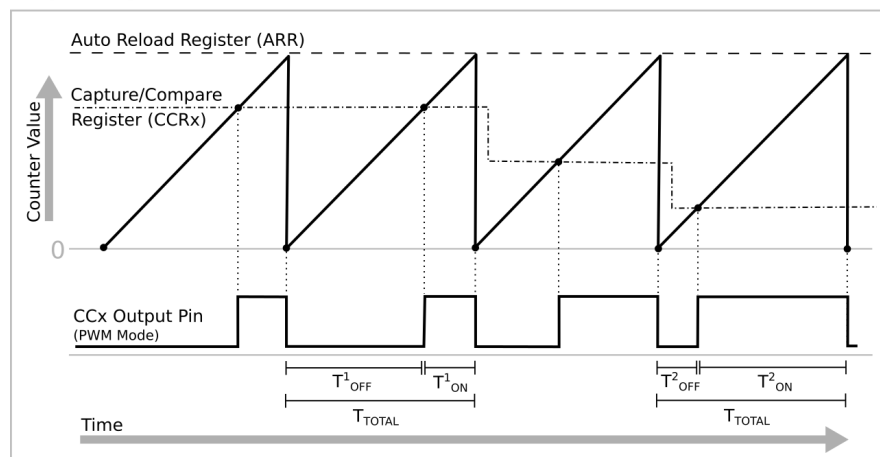 Auto Reload Register (ARR)
Capture/Compare
Register (CCRx)
Counter Value
0
CCx Output Pin
(PWM Mode)
T¹OFF
T¹ON
T²OFF
T²ON
TTOTAL
TTOTAL
Time